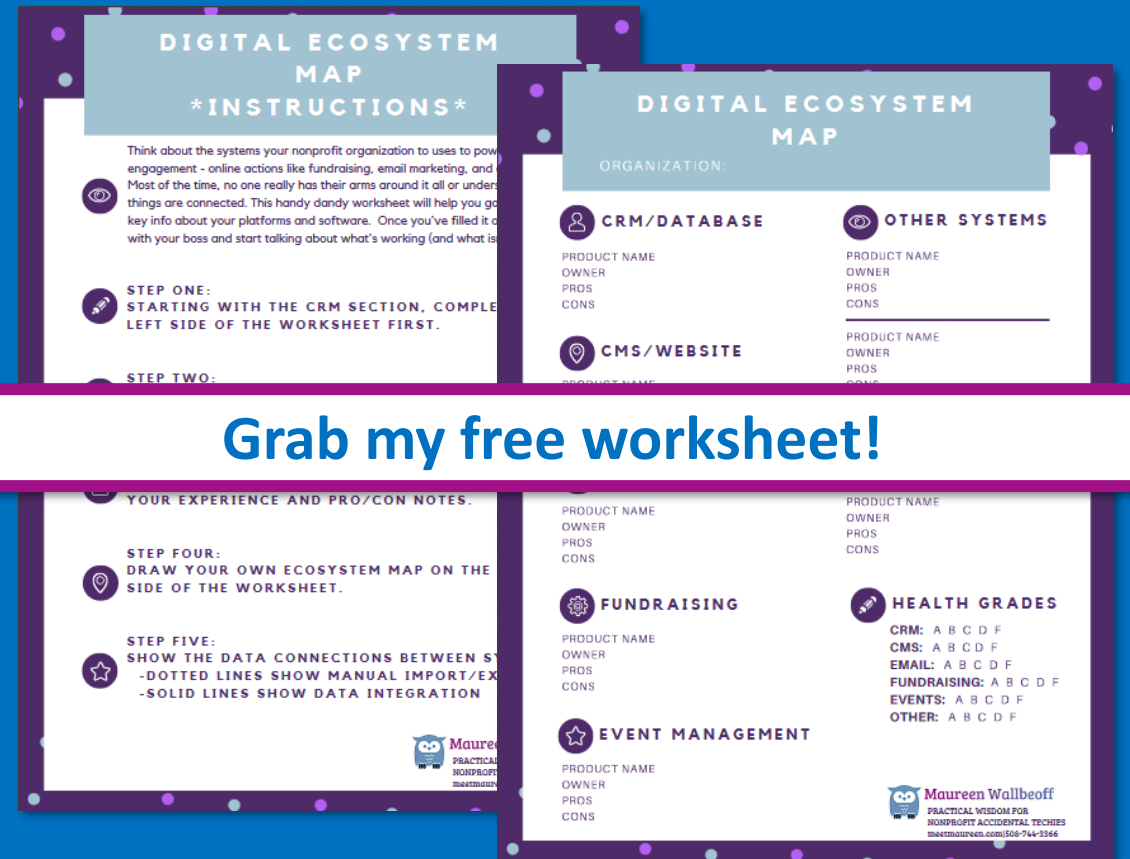 DIGITAL ECOSYSTEM
MAP
*INSTRUCTIONS*
Think about the systems your nonprofit organization to uses to pow
engagement - online actions like fundraising, email marketing, and
Most of the time, no one really has their arms around it all or unders
things are connected. This handy dandy worksheet will help you ga
key info about your platforms and software. Once you've filled it o
with your boss and start talking about what's working (and what isn
STEP ONE:
STARTING WITH THE CRM SECTION, COMPLE
LEFT SIDE OF THE WORKSHEET FIRST.
STEP TWO:
Grab my free worksheet!
YOUR EXPERIENCE AND PRO/CON NOTES.
STEP FOUR:
DRAW YOUR OWN ECOSYSTEM MAP ON THE
SIDE OF THE WORKSHEET.
STEP FIVE:
SHOW THE DATA CONNECTIONS BETWEEN SY
-DOTTED LINES SHOW MANUAL IMPORT/EX
-SOLID LINES SHOW DATA INTEGRATION
Mauree
PRACTICAL
NONPROFIT
meetmaure
DIGITAL ECOSYSTEM
MAP
ORGANIZATION:
CRM/DATABASE
PRODUCT NAME
OWNER
PROS
CONS
CMS/WEBSITE
PRODUCT NAME
PRODUCT NAME
OWNER
PROS
CONS
FUNDRAISING
PRODUCT NAME
OWNER
PROS
CONS
EVENT MANAGEMENT
PRODUCT NAME
OWNER
PROS
CONS
OTHER SYSTEMS
PRODUCT NAME
OWNER
PROS
CONS
PRODUCT NAME
OWNER
PROS
CONS
PRODUCT NAME
OWNER
PROS
CONS
HEALTH GRADES
CRM: A B C D F
CMS: A B C D F
EMAIL: A B C D F
FUNDRAISING: A B C D F
EVENTS: A B C D F
OTHER: A B C D F
Maureen Wallbeoff
PRACTICAL WISDOM FOR
NONPROFIT ACCIDENTAL TECHIES
meetmaureen.com|508-744-3366